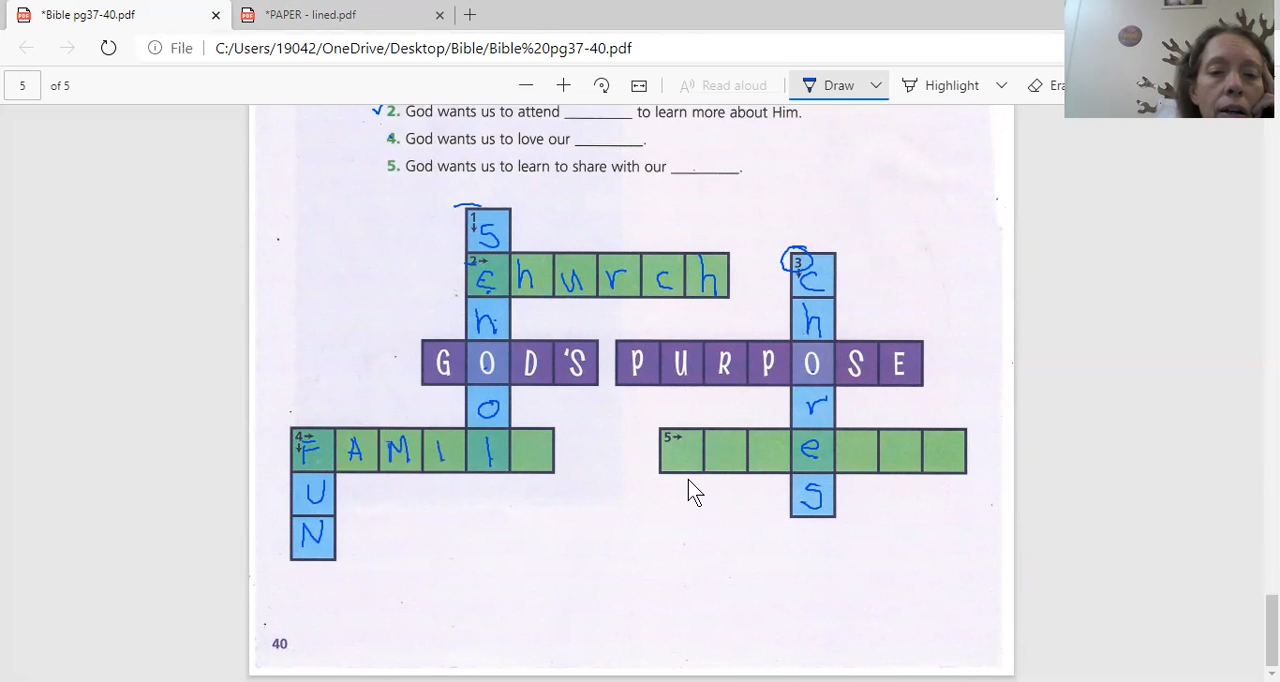 *Bible pg37-40.pdf
*PAPER - lined.pdf
File C:/Users/19042/OneDrive/Desktop/Bible/Bible%20pg37-40.pdf
5 of 5
Read aloud
Draw
Highlight
Era
2. God wants us to attend _________ to learn more about Him.
4. God wants us to love our _________.
5. God wants us to learn to share with our _________.
1
S
2 c h u r c h
3
c
h h
GOD'S PURPOSE
o r
4 F A M I l
5
e
U s
N
40